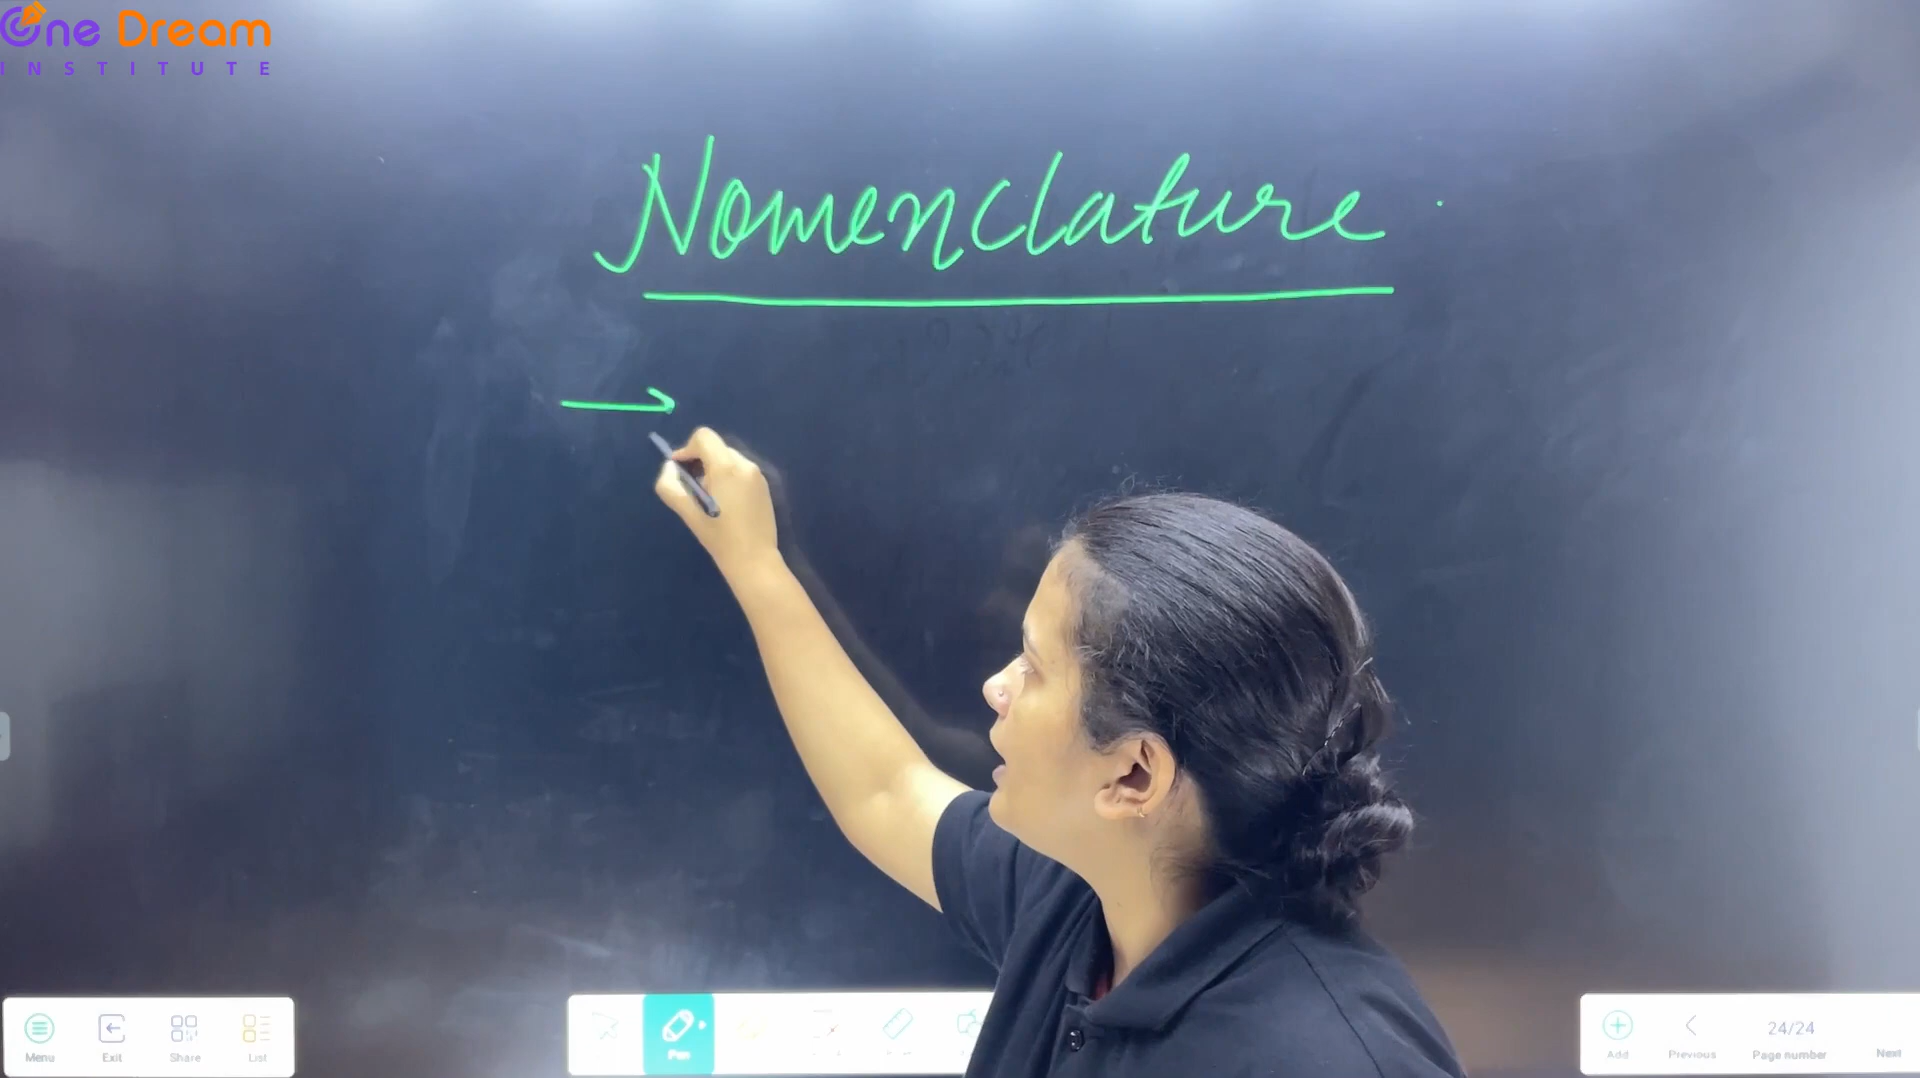 One Dream
INSTITUTE
Nomenclature
Menu
Exit
Share
List
Pen
Add
Previous
24/24
Page number
Next